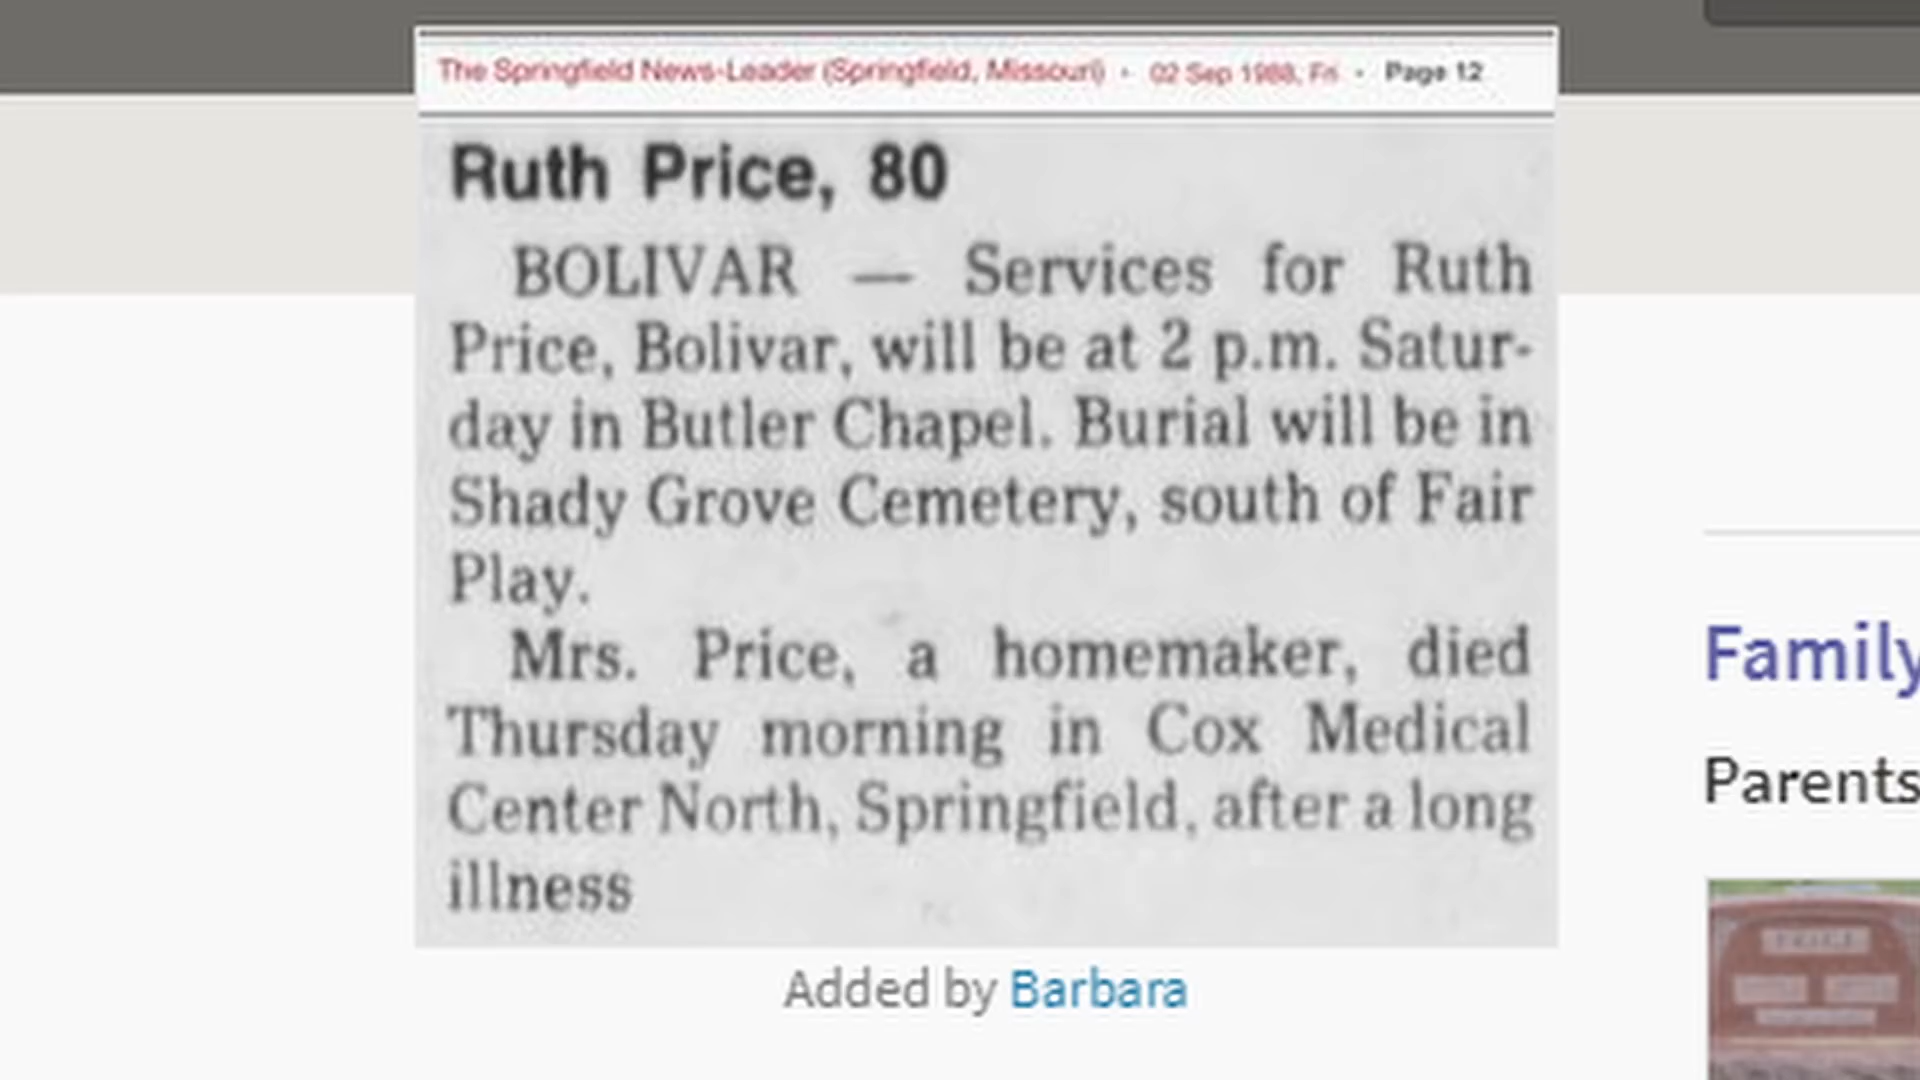 The Springfield News-Leader (Springfield, Missouri) · 02 Sep 1988, Fri · Page 12
Ruth Price, 80
BOLIVAR — Services for Ruth
Price, Bolivar, will be at 2 p.m. Satur-
day in Butler Chapel. Burial will be in
Shady Grove Cemetery, south of Fair
Play.
Mrs. Price, a homemaker, died
Thursday morning in Cox Medical
Center North, Springfield, after a long
illness
Added by Barbara
Family
Parents
PRICE